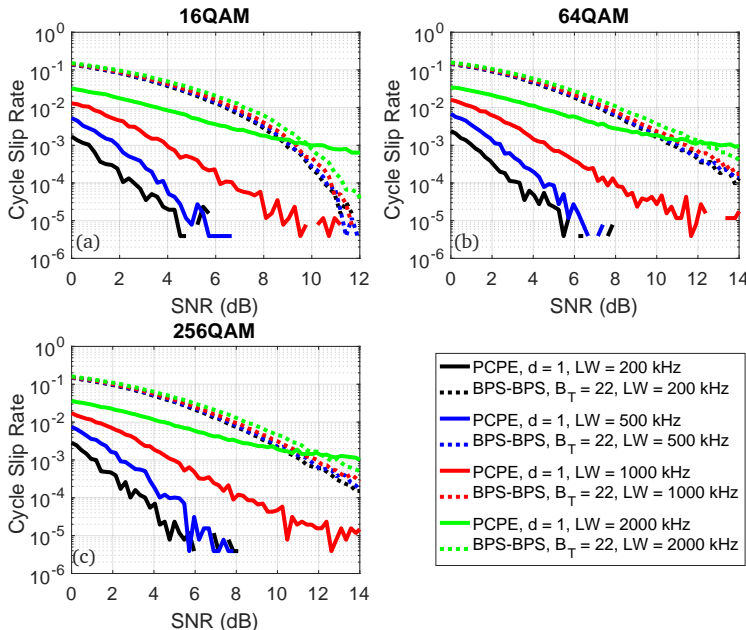 16QAM
10^0
10^-1
10^-2
10^-3
10^-4
10^-5
10^-6
Cycle Slip Rate
(a)
0 2 4 6 8 10 12
SNR (dB)
64QAM
10^0
10^-1
10^-2
10^-3
10^-4
10^-5
10^-6
Cycle Slip Rate
(b)
0 2 4 6 8 10 12 14
SNR (dB)
256QAM
10^0
10^-1
10^-2
10^-3
10^-4
10^-5
10^-6
Cycle Slip Rate
(c)
0 2 4 6 8 10 12 14
SNR (dB)
PCPE, d = 1, LW = 200 kHz
BPS-BPS, B_T = 22, LW = 200 kHz
PCPE, d = 1, LW = 500 kHz
BPS-BPS, B_T = 22, LW = 500 kHz
PCPE, d = 1, LW = 1000 kHz
BPS-BPS, B_T = 22, LW = 1000 kHz
PCPE, d = 1, LW = 2000 kHz
BPS-BPS, B_T = 22, LW = 2000 kHz